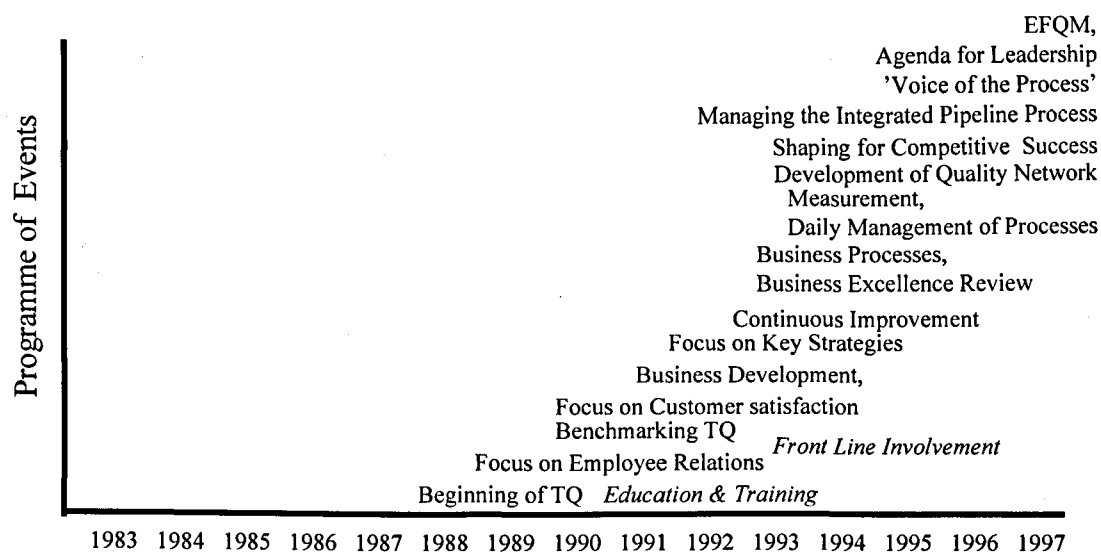 EFQM,
Agenda for Leadership
'Voice of the Process'
Managing the Integrated Pipeline Process
Shaping for Competitive Success
Development of Quality Network
Measurement,
Daily Management of Processes
Business Processes,
Business Excellence Review
Continuous Improvement
Focus on Key Strategies
Business Development,
Focus on Customer satisfaction
Benchmarking TQ
Front Line Involvement
Focus on Employee Relations
Beginning of TQ Education & Training
Programme of Events
1983 1984 1985 1986 1987 1988 1989 1990 1991 1992 1993 1994 1995 1996 1997